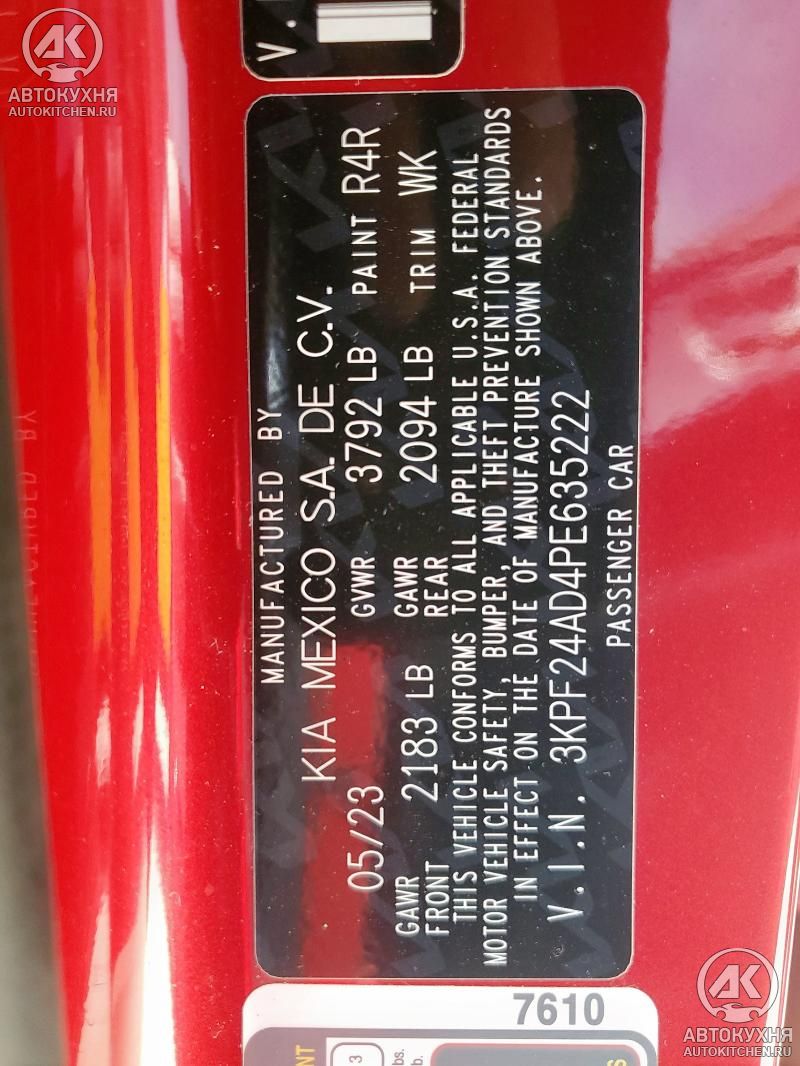 АВТОКУХНЯ
AUTOKITCHEN.RU
V.I
MANUFACTURED BY
KIA MEXICO S.A. DE C.V.
05/23 GVWR 3792 LB PAINT R4R
GAWR FRONT 2183 LB GAWR REAR 2094 LB TRIM WK
THIS VEHICLE CONFORMS TO ALL APPLICABLE U.S.A. FEDERAL
MOTOR VEHICLE SAFETY, BUMPER, AND THEFT PREVENTION STANDARDS
IN EFFECT ON THE DATE OF MANUFACTURE SHOWN ABOVE.
V.I.N. 3KPF24AD4PE635222
PASSENGER CAR
7610
3
bs.
b.
АВТОКУХНЯ
AUTOKITCHEN.RU